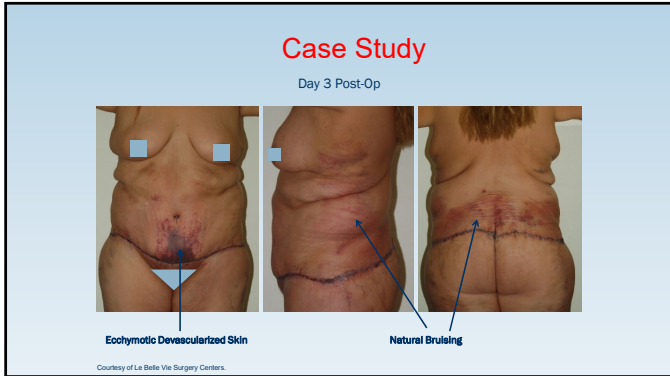 Case Study
Day 3 Post-Op
Ecchymotic Devascularized Skin
Natural Bruising
Courtesy of Le Belle Vie Surgery Centers.